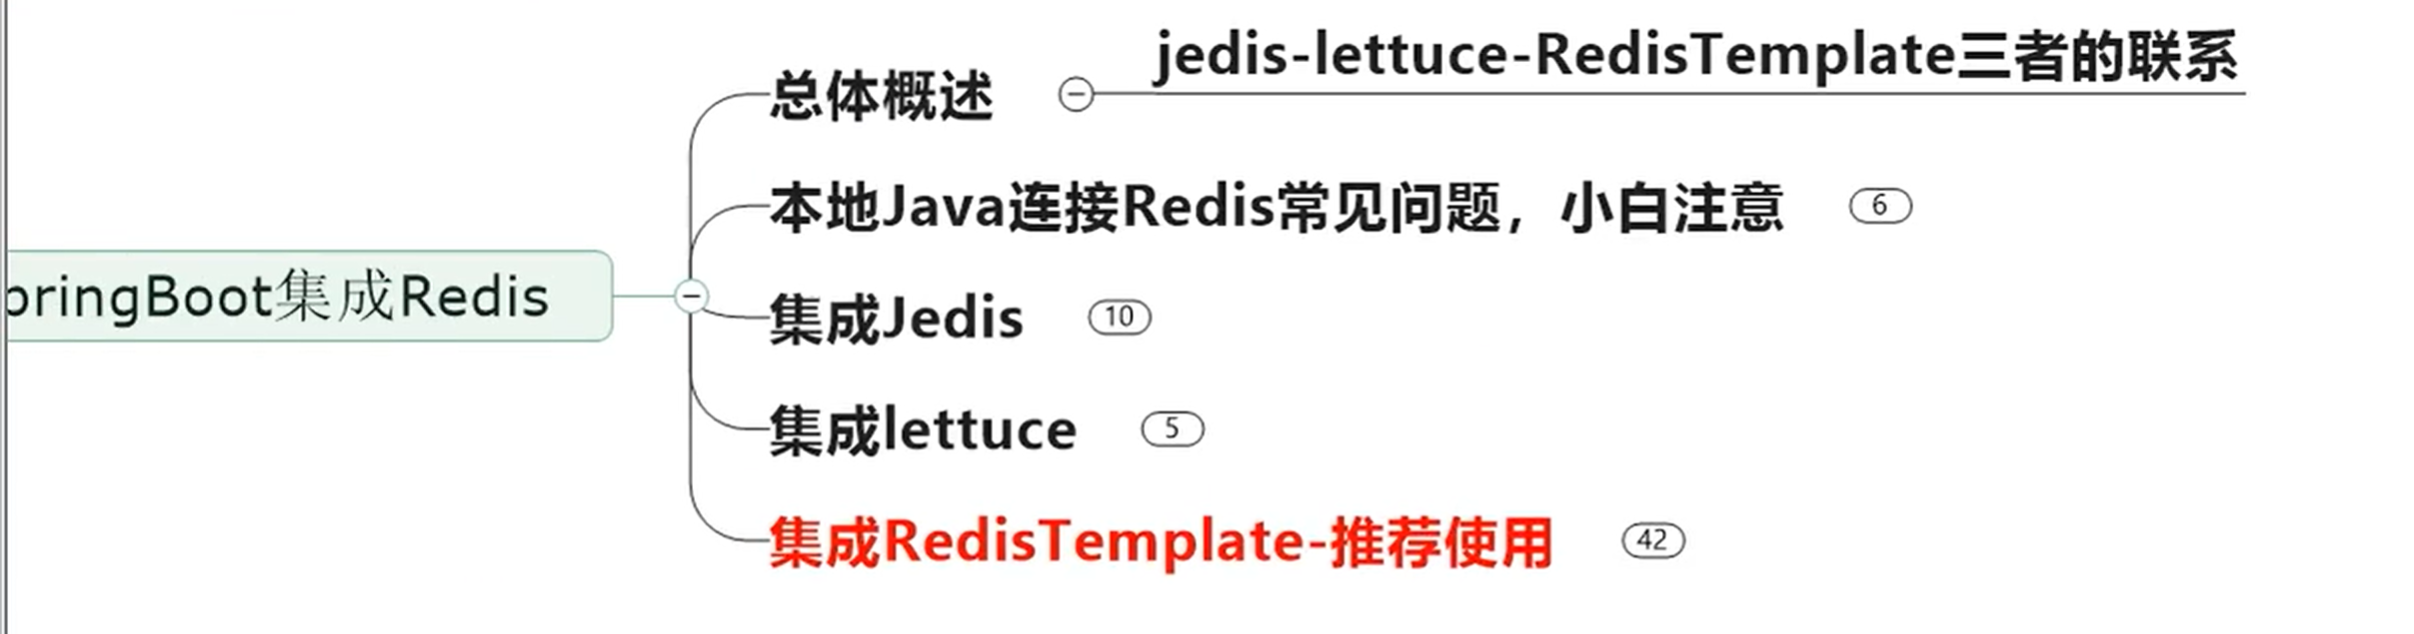 jedis-lettuce-RedisTemplate三者的联系
总体概述
本地Java连接Redis常见问题，小白注意
6
pringBoot集成Redis
集成Jedis
10
集成lettuce
5
集成RedisTemplate-推荐使用
42